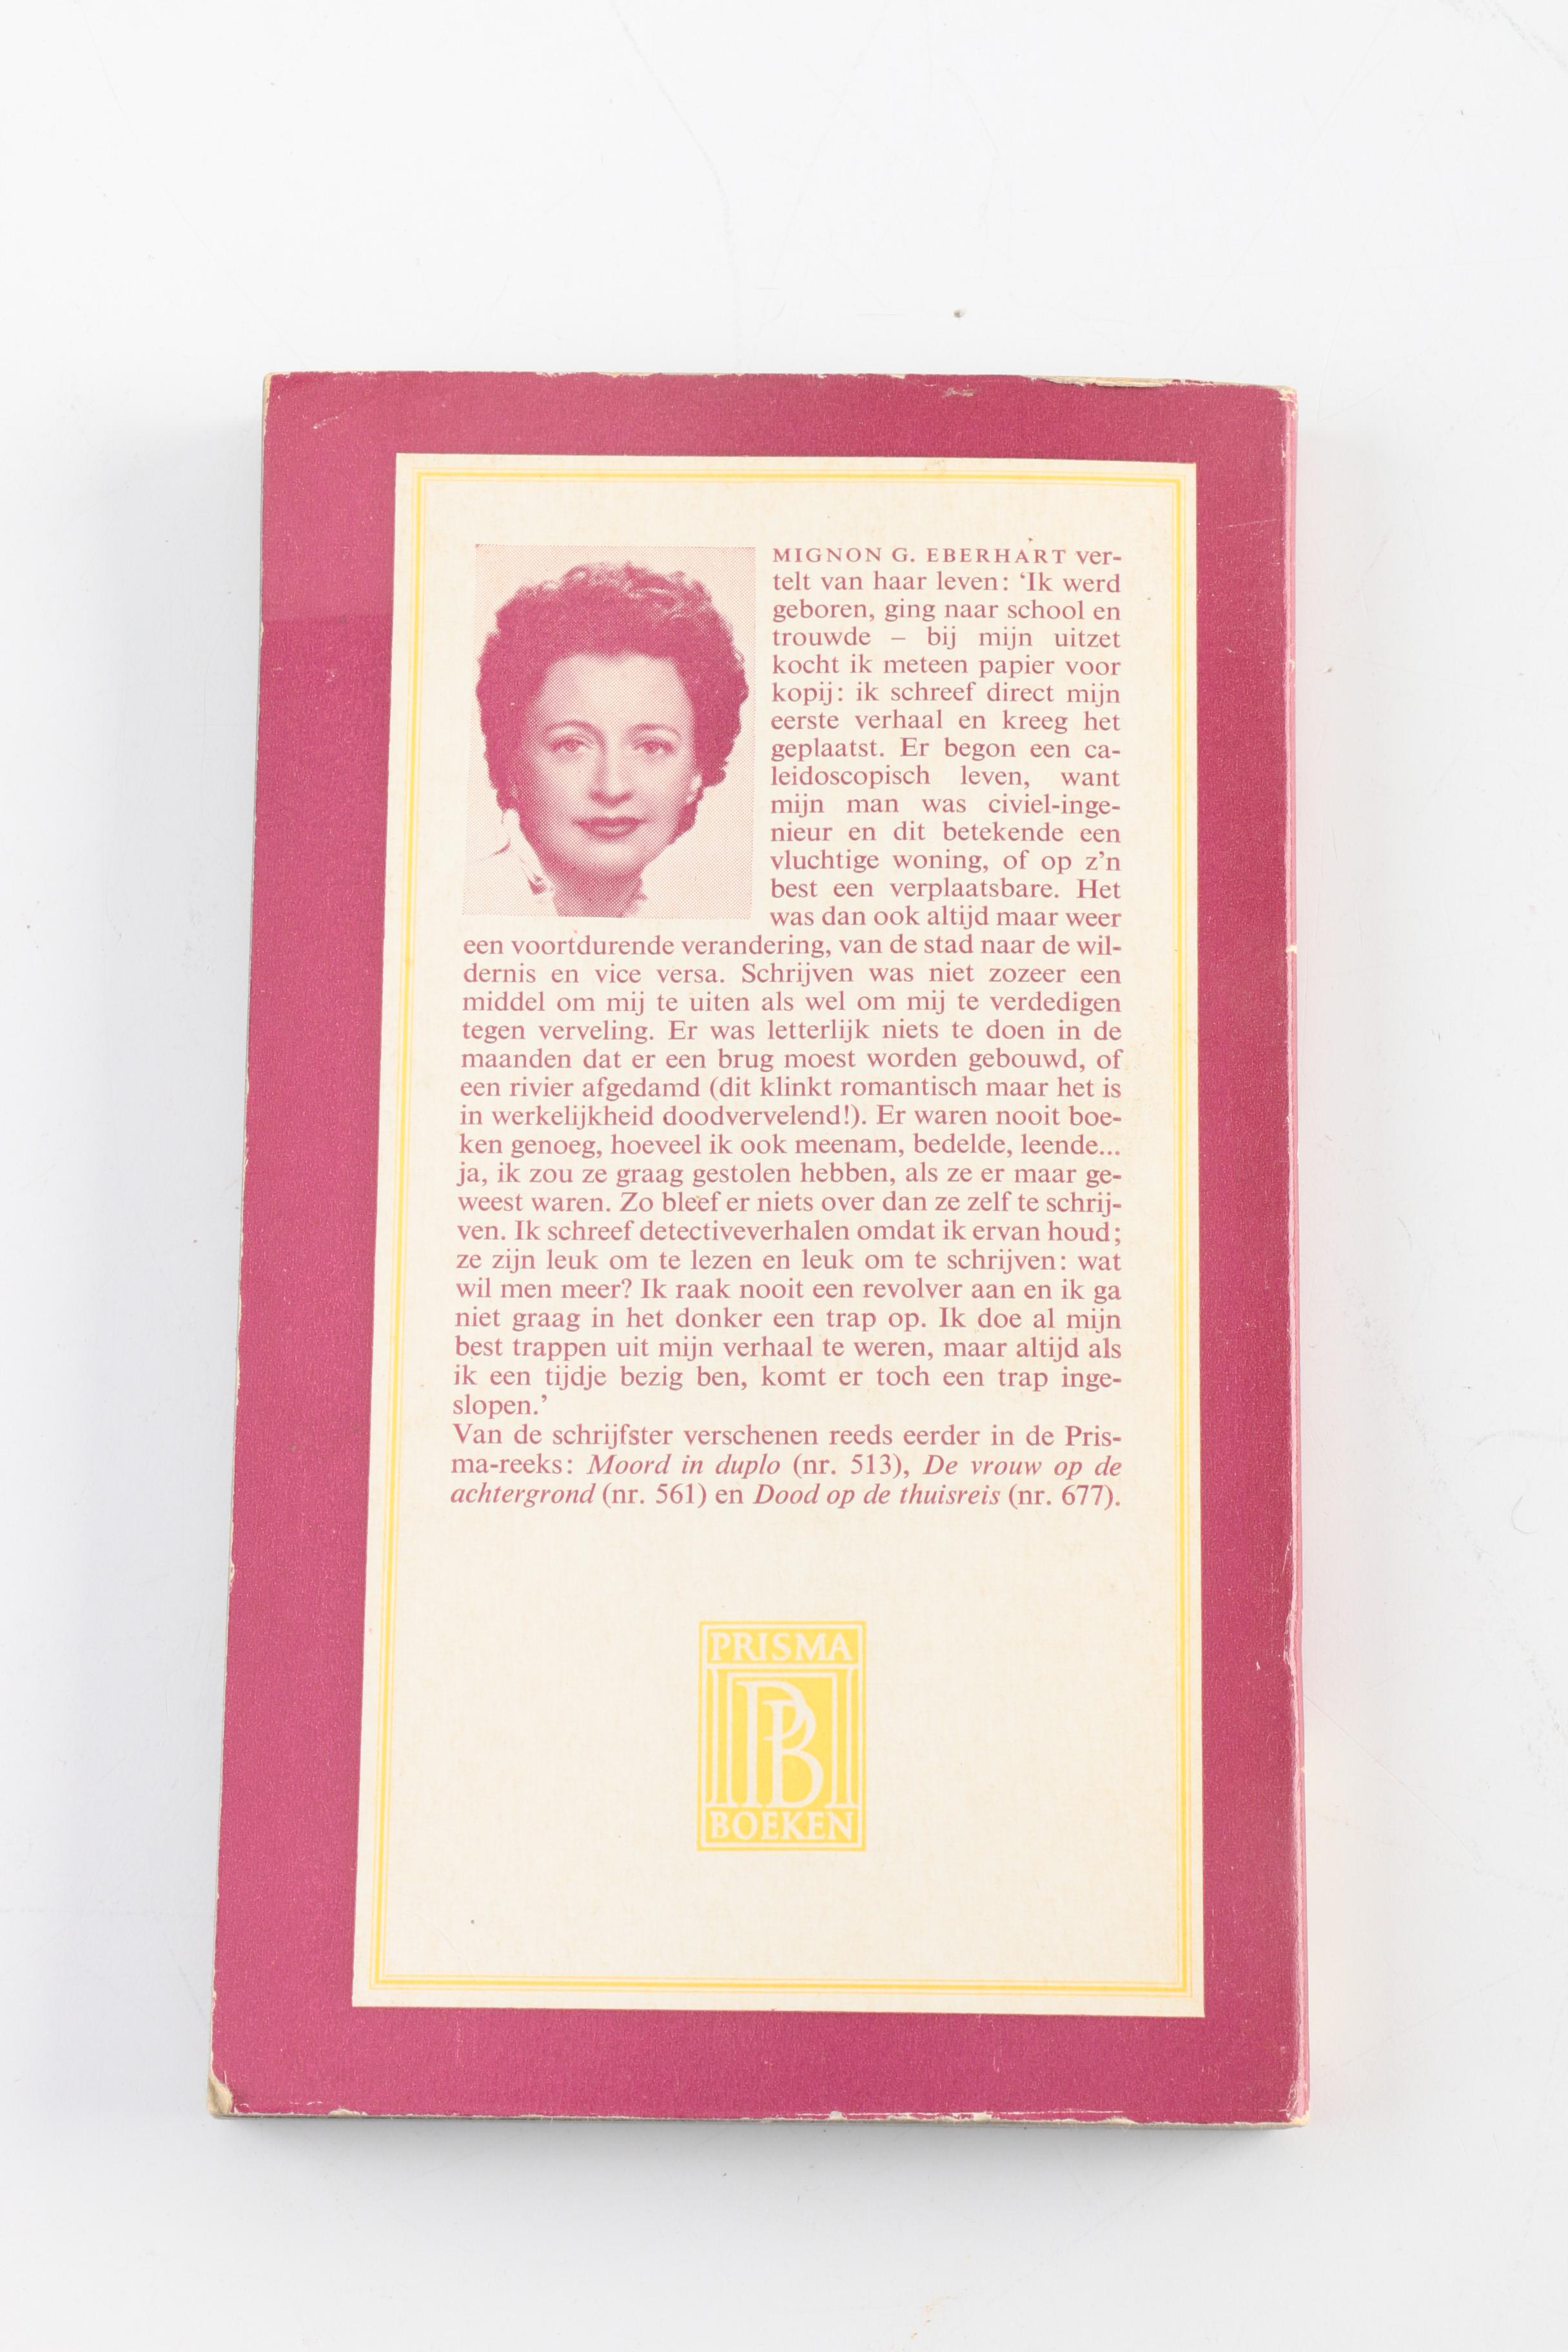 MIGNON G. EBERHART ver-
telt van haar leven: ‘Ik werd
geboren, ging naar school en
trouwde – bij mijn uitzet
kocht ik meteen papier voor
kopij: ik schreef direct mijn
eerste verhaal en kreeg het
geplaatst. Er begon een ca-
leidoscopisch leven, want
mijn man was civiel-inge-
nieur en dit betekende een
vluchtige woning, of op z’n
best een verplaatsbare. Het
was dan ook altijd maar weer
een voortdurende verandering, van de stad naar de wil-
dernis en vice versa. Schrijven was niet zozeer een
middel om mij te uiten als wel om mij te verdedigen
tegen verveling. Er was letterlijk niets te doen in de
maanden dat er een brug moest worden gebouwd, of
een rivier afgedamd (dit klinkt romantisch maar het is
in werkelijkheid doodvervelend!). Er waren nooit boe-
ken genoeg, hoeveel ik ook meenam, bedelde, leende...
ja, ik zou ze graag gestolen hebben, als ze er maar ge-
weest waren. Zo bleef er niets over dan ze zelf te schrij-
ven. Ik schreef detectiveverhalen omdat ik ervan houd;
ze zijn leuk om te lezen en leuk om te schrijven: wat
wil men meer? Ik raak nooit een revolver aan en ik ga
niet graag in het donker een trap op. Ik doe al mijn
best trappen uit mijn verhaal te weren, maar altijd als
ik een tijdje bezig ben, komt er toch een trap inge-
slopen.’
Van de schrijfster verschenen reeds eerder in de Pris-
ma-reeks: Moord in duplo (nr. 513), De vrouw op de
achtergrond (nr. 561) en Dood op de thuisreis (nr. 677).
PRISMA
PB
BOEKEN